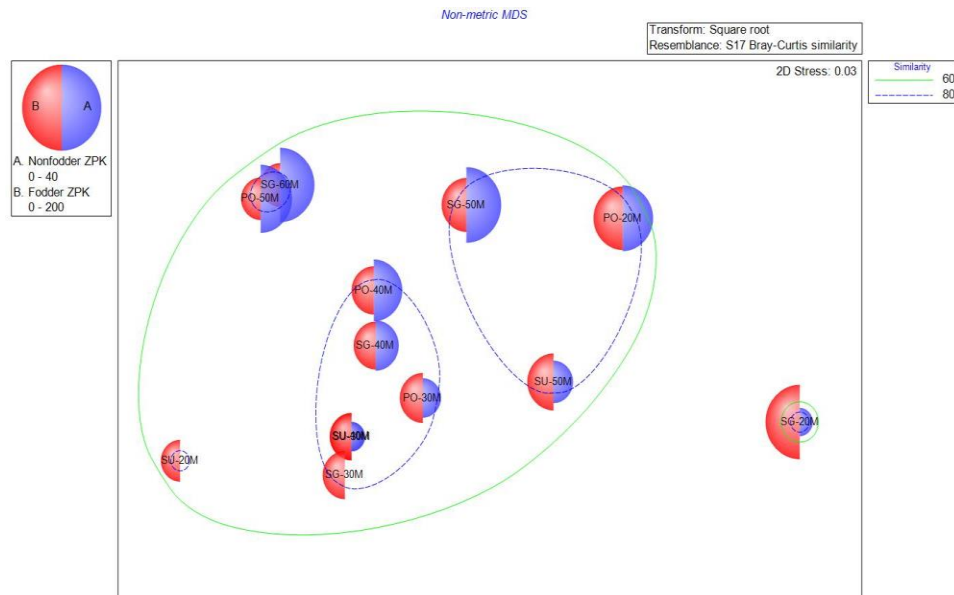 Non-metric MDS
Transform: Square root
Resemblance: S17 Bray-Curtis similarity
B A
A. Nonfodder ZPK
0 - 40
B. Fodder ZPK
0 - 200
2D Stress: 0.03
Similarity
60
80
SG-60M
PO-50M
SG-50M
PO-20M
PO-40M
SG-40M
SU-50M
PO-30M
SG-20M
SU-20M
SG-30M